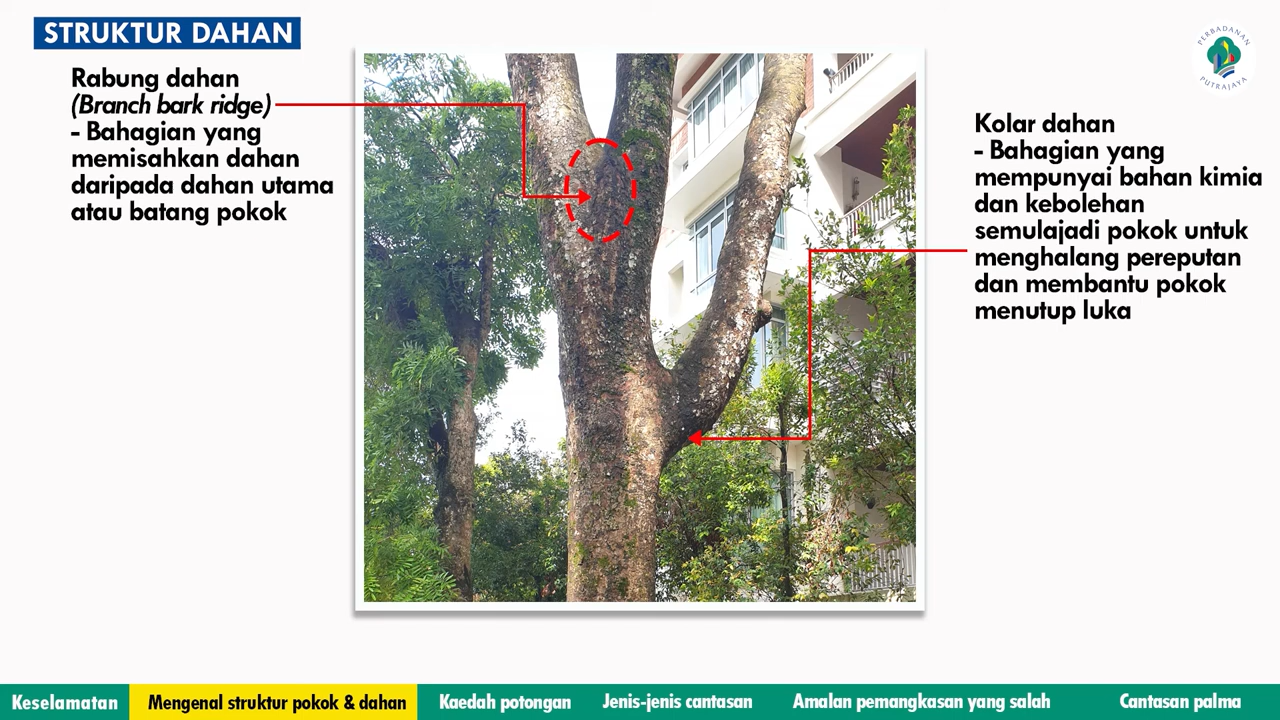 STRUKTUR DAHAN
Rabung dahan
(Branch bark ridge)
- Bahagian yang
memisahkan dahan
daripada dahan utama
atau batang pokok
PERBADANAN
PUTRAJAYA
Kolar dahan
- Bahagian yang
mempunyai bahan kimia
dan kebolehan
semulajadi pokok untuk
menghalang pereputan
dan membantu pokok
menutup luka
Keselamatan
Mengenal struktur pokok & dahan
Kaedah potongan
Jenis-jenis cantasan
Amalan pemangkasan yang salah
Cantasan palma